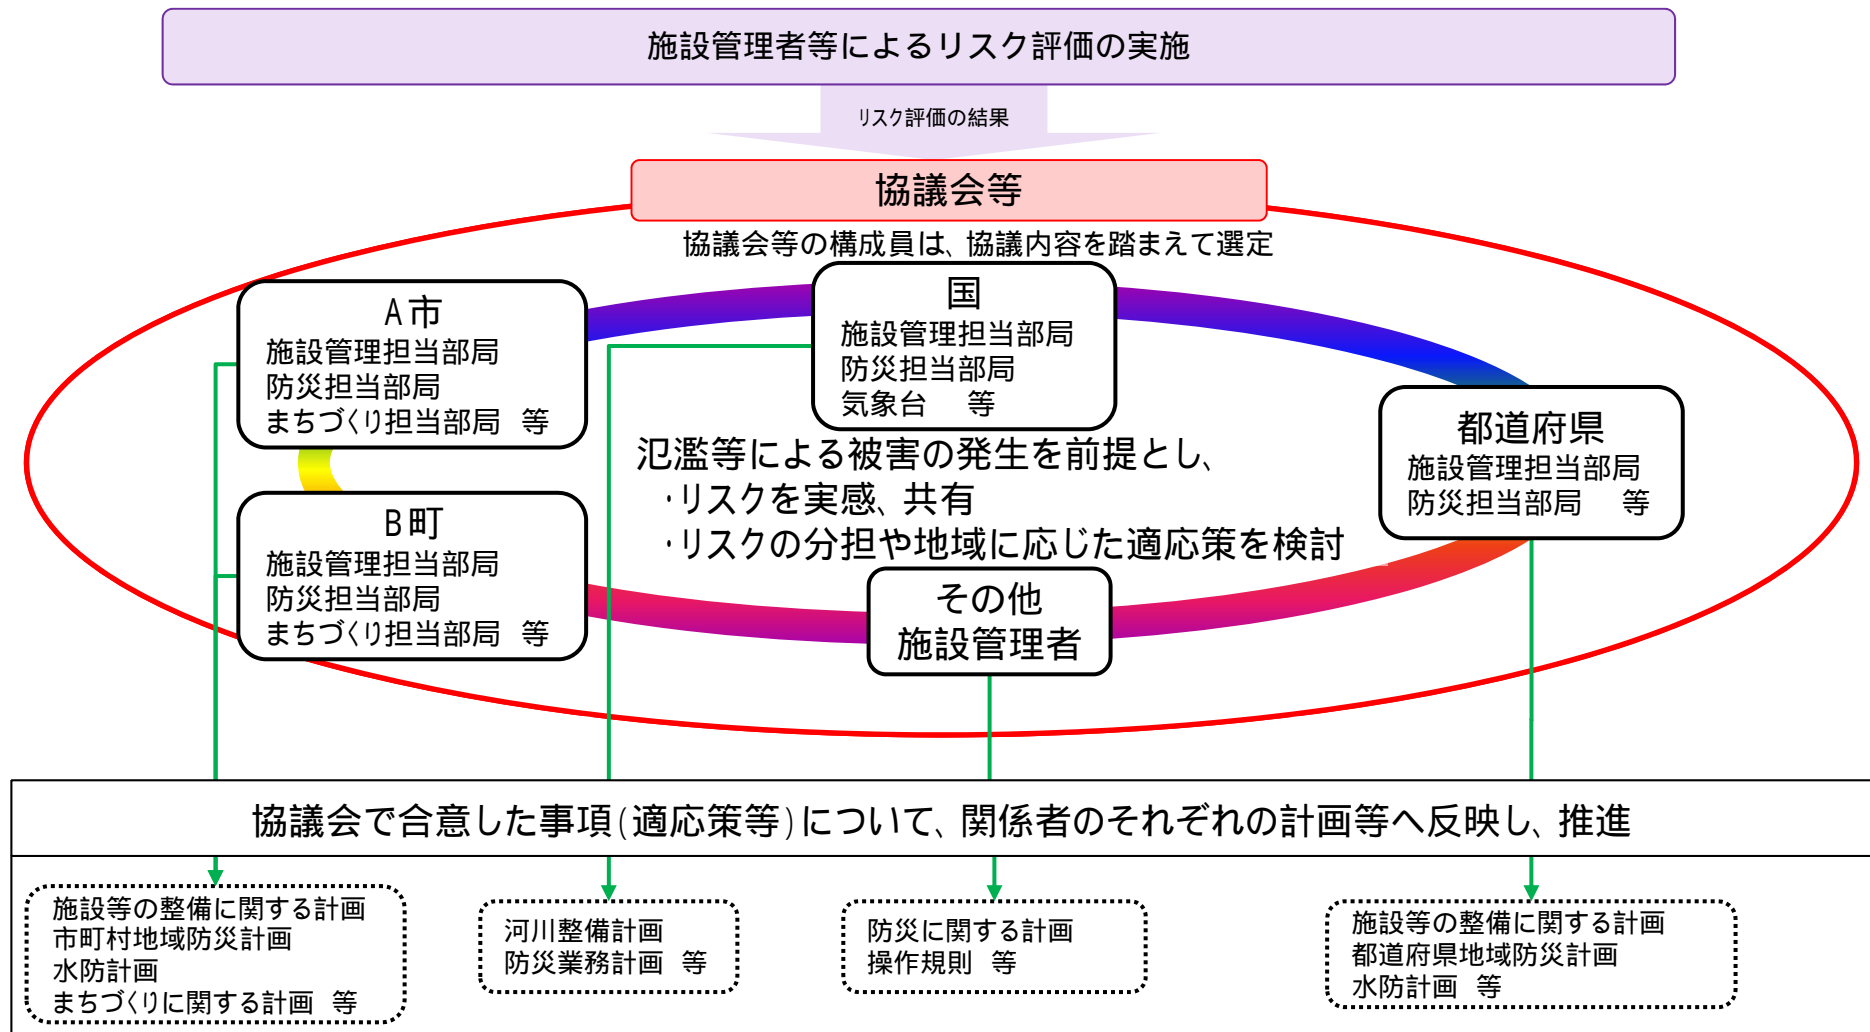 施設管理者等によるリスク評価の実施
リスク評価の結果
協議会等
協議会等の構成員は、協議内容を踏まえて選定
A市
施設管理担当部局
防災担当部局
まちづくり担当部局 等
国
施設管理担当部局
防災担当部局
気象台 等
都道府県
施設管理担当部局
防災担当部局 等
氾濫等による被害の発生を前提とし、
・リスクを実感、共有
・リスクの分担や地域に応じた適応策を検討
B町
施設管理担当部局
防災担当部局
まちづくり担当部局 等
その他
施設管理者
協議会で合意した事項(適応策等)について、関係者のそれぞれの計画等へ反映し、推進
施設等の整備に関する計画
市町村地域防災計画
水防計画
まちづくりに関する計画 等
河川整備計画
防災業務計画 等
防災に関する計画
操作規則 等
施設等の整備に関する計画
都道府県地域防災計画
水防計画 等